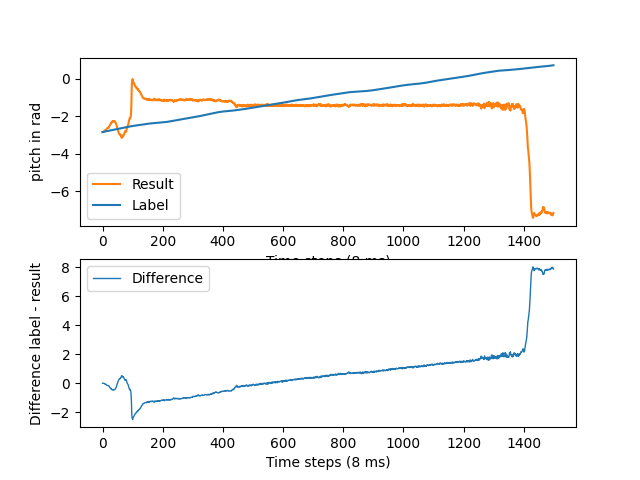 0
−2
−4
−6
pitch in rad
Result
Label
0 200 400 600 800 1000 1200 1400
Time steps (8 ms)
8
6
4
2
0
−2
Difference label - result
Difference
0 200 400 600 800 1000 1200 1400
Time steps (8 ms)